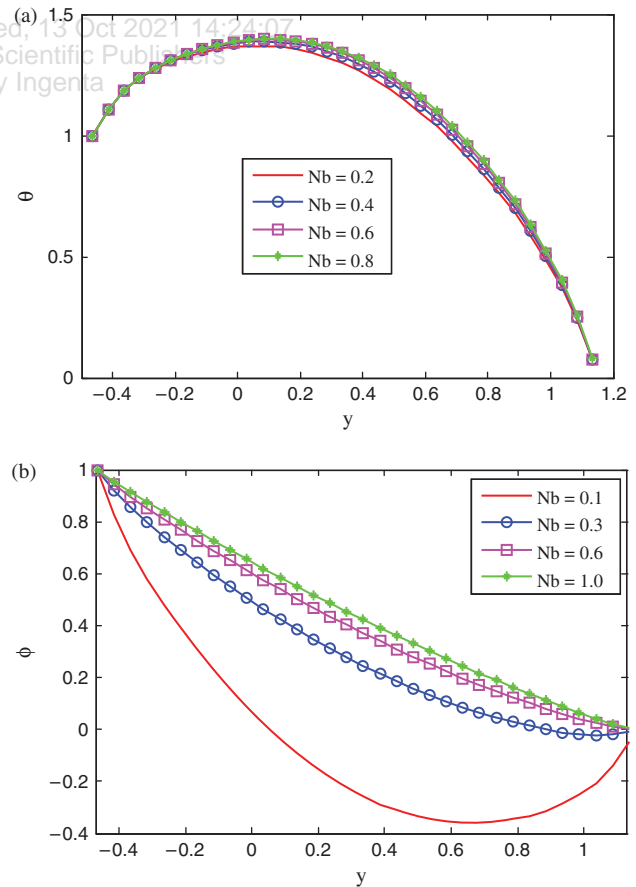 (a)
ed, 13 Oct 2021 14:24:07
Scientific Publishers
y Ingenta
1.5
1
0.5
0
θ
Nb = 0.2
Nb = 0.4
Nb = 0.6
Nb = 0.8
−0.4 −0.2 0 0.2 0.4 0.6 0.8 1 1.2
y
(b)
1
0.8
0.6
0.4
0.2
0
−0.2
−0.4
ϕ
Nb = 0.1
Nb = 0.3
Nb = 0.6
Nb = 1.0
−0.4 −0.2 0 0.2 0.4 0.6 0.8 1
y